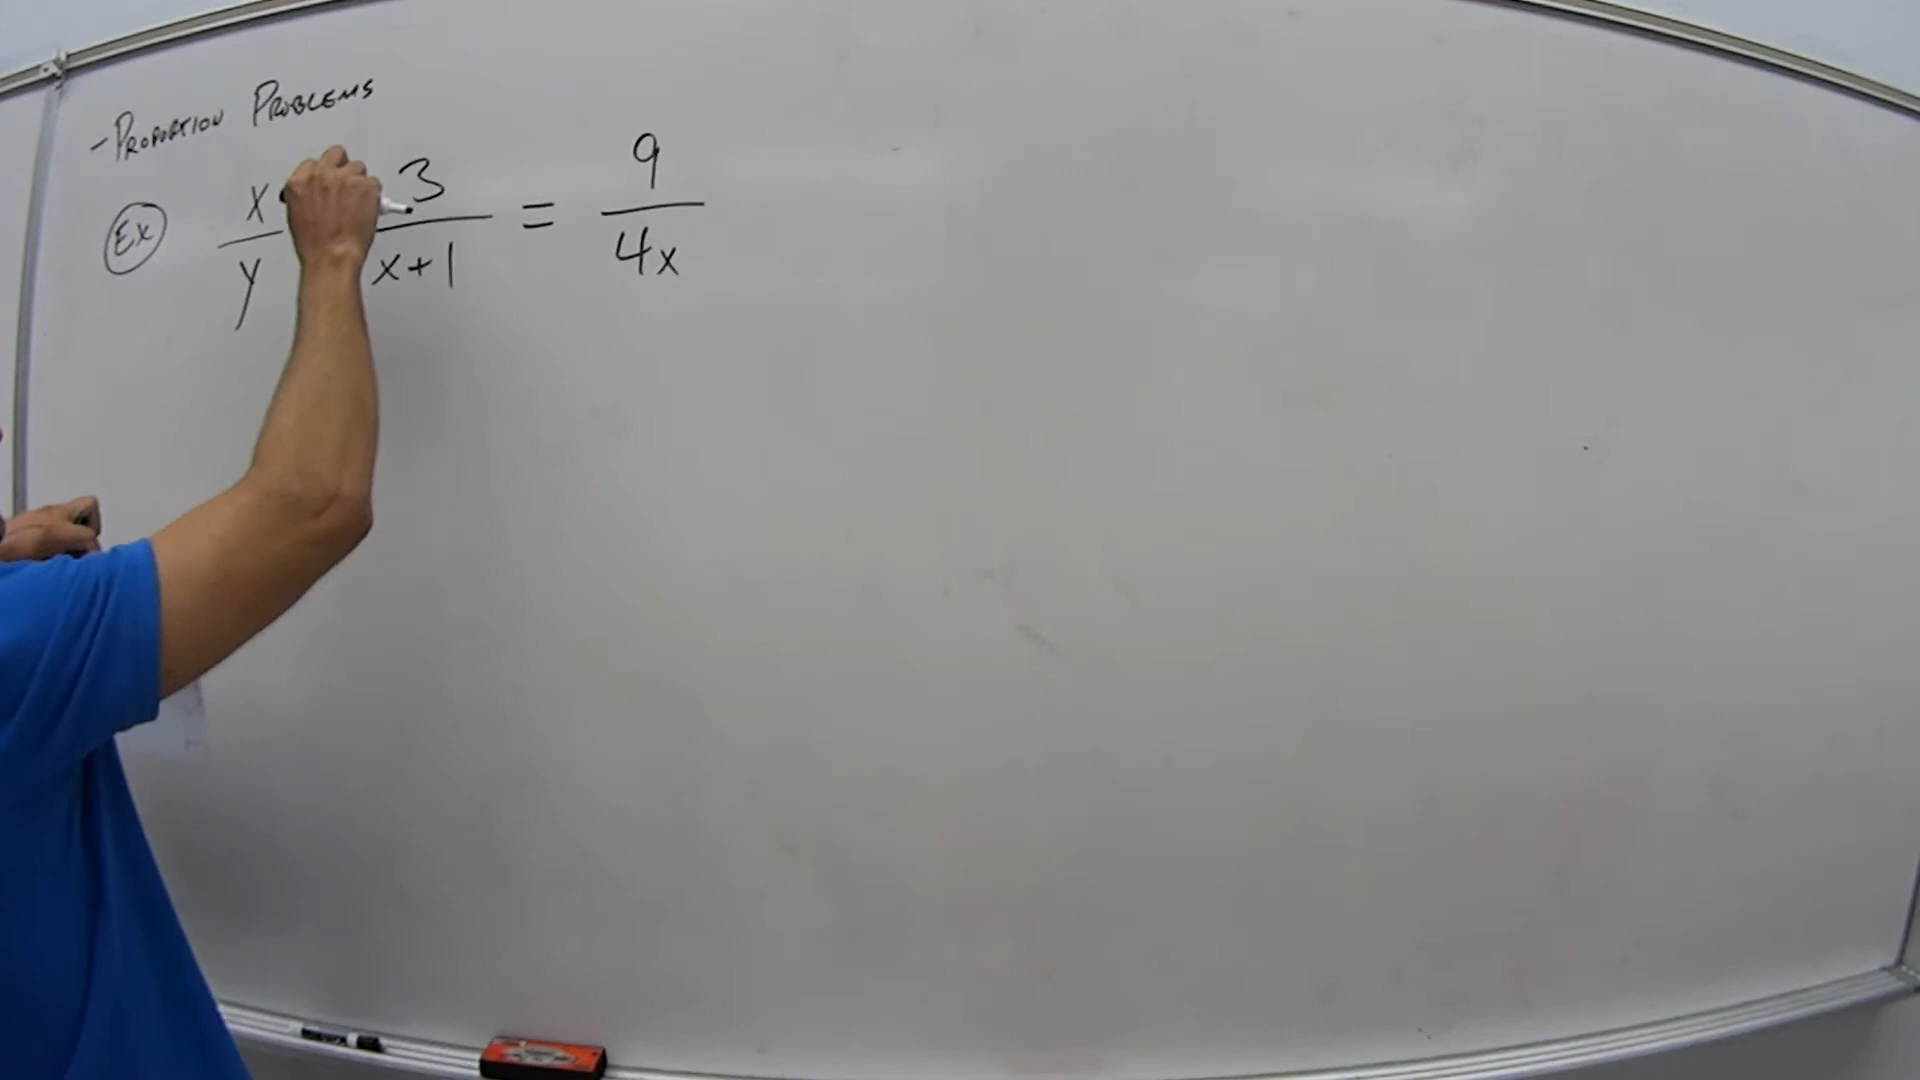 - PROPORTION PROBLEMS
Ex x/y 3/x+1 = 9/4x